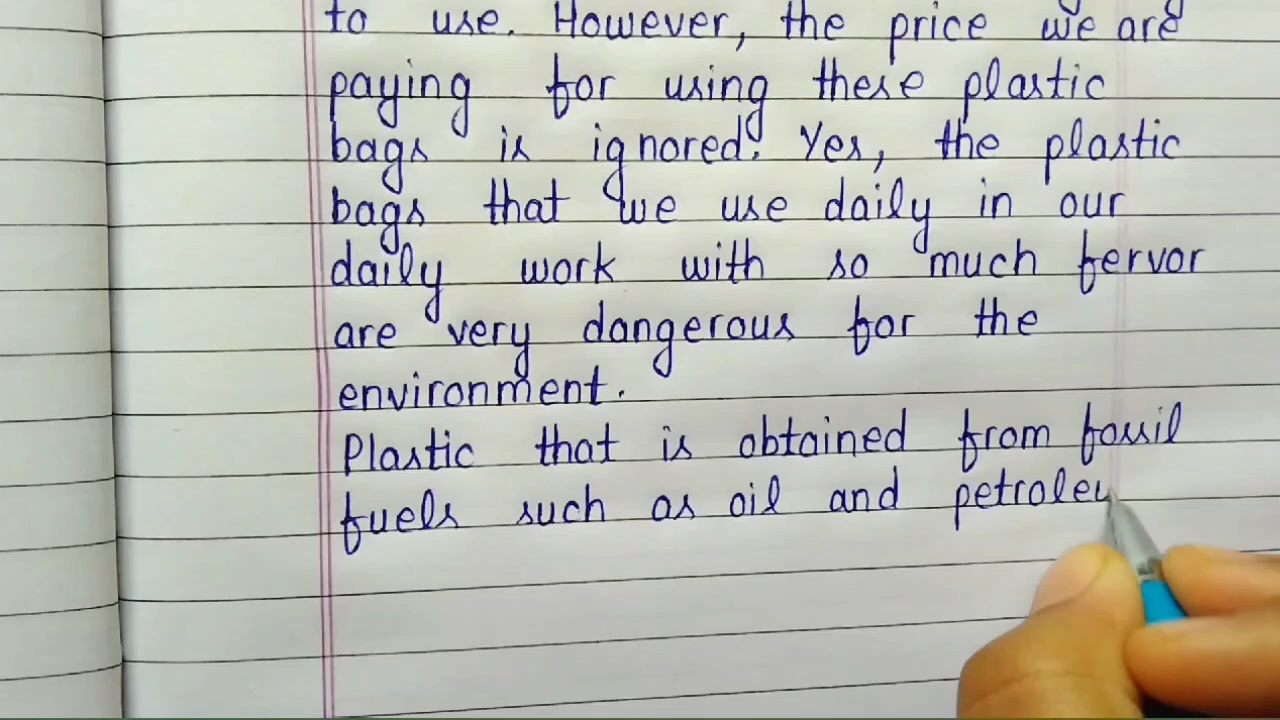 to use. However, the price we are
paying for using these plastic
bags is ignored. Yes, the plastic
bags that we use daily in our
daily work with so much fervor
are very dangerous for the
environment.
Plastic that is obtained from fossil
fuels such as oil and petroleu